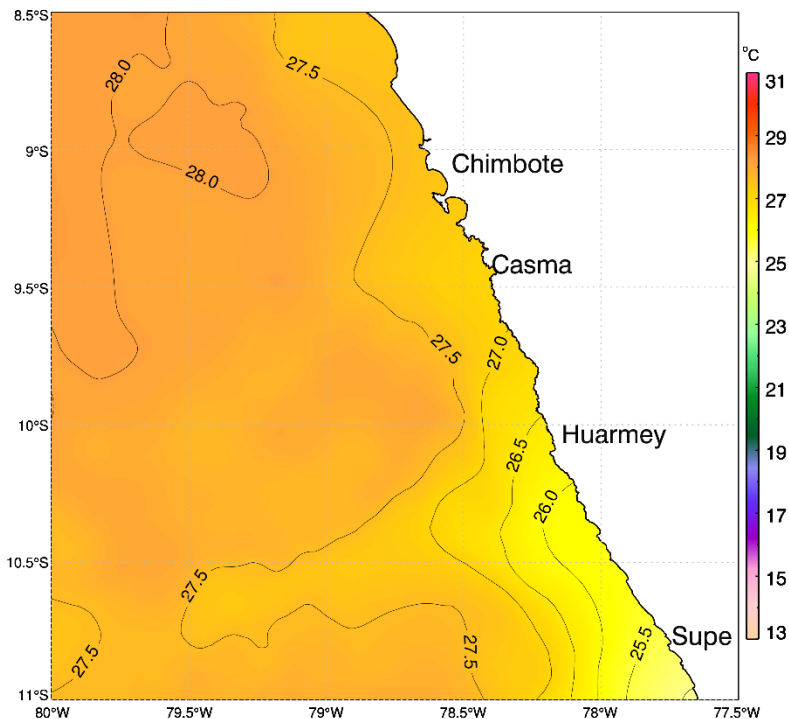 8.5°S
°C
28.0
27.5
31
29
9°S
Chimbote
28.0
27
Casma
25
9.5°S
27.5
27.0
23
21
10°S
Huarmey
26.5
19
26.0
17
10.5°S
27.5
15
27.5
27.5
25.5
Supe
13
11°S
80°W
79.5°W
79°W
78.5°W
78°W
77.5°W